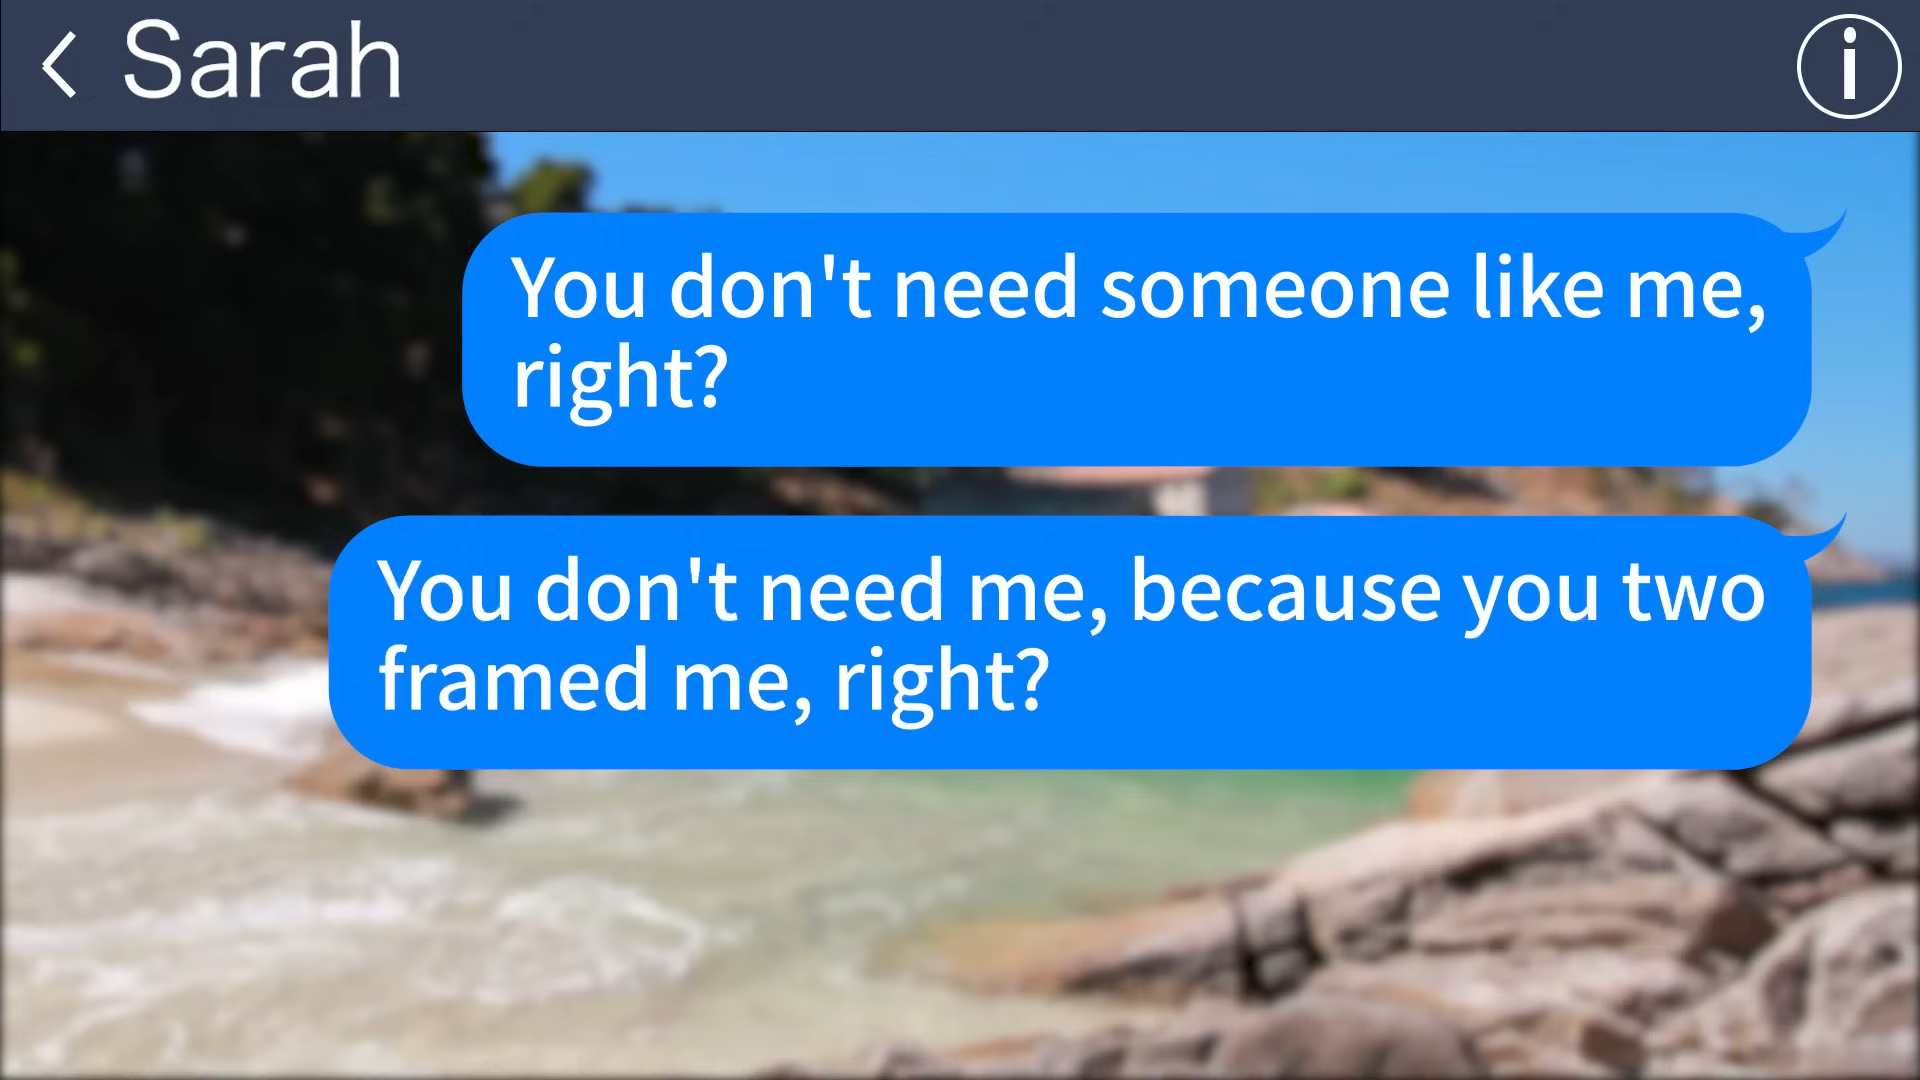 Sarah
You don't need someone like me,
right?
You don't need me, because you two
framed me, right?